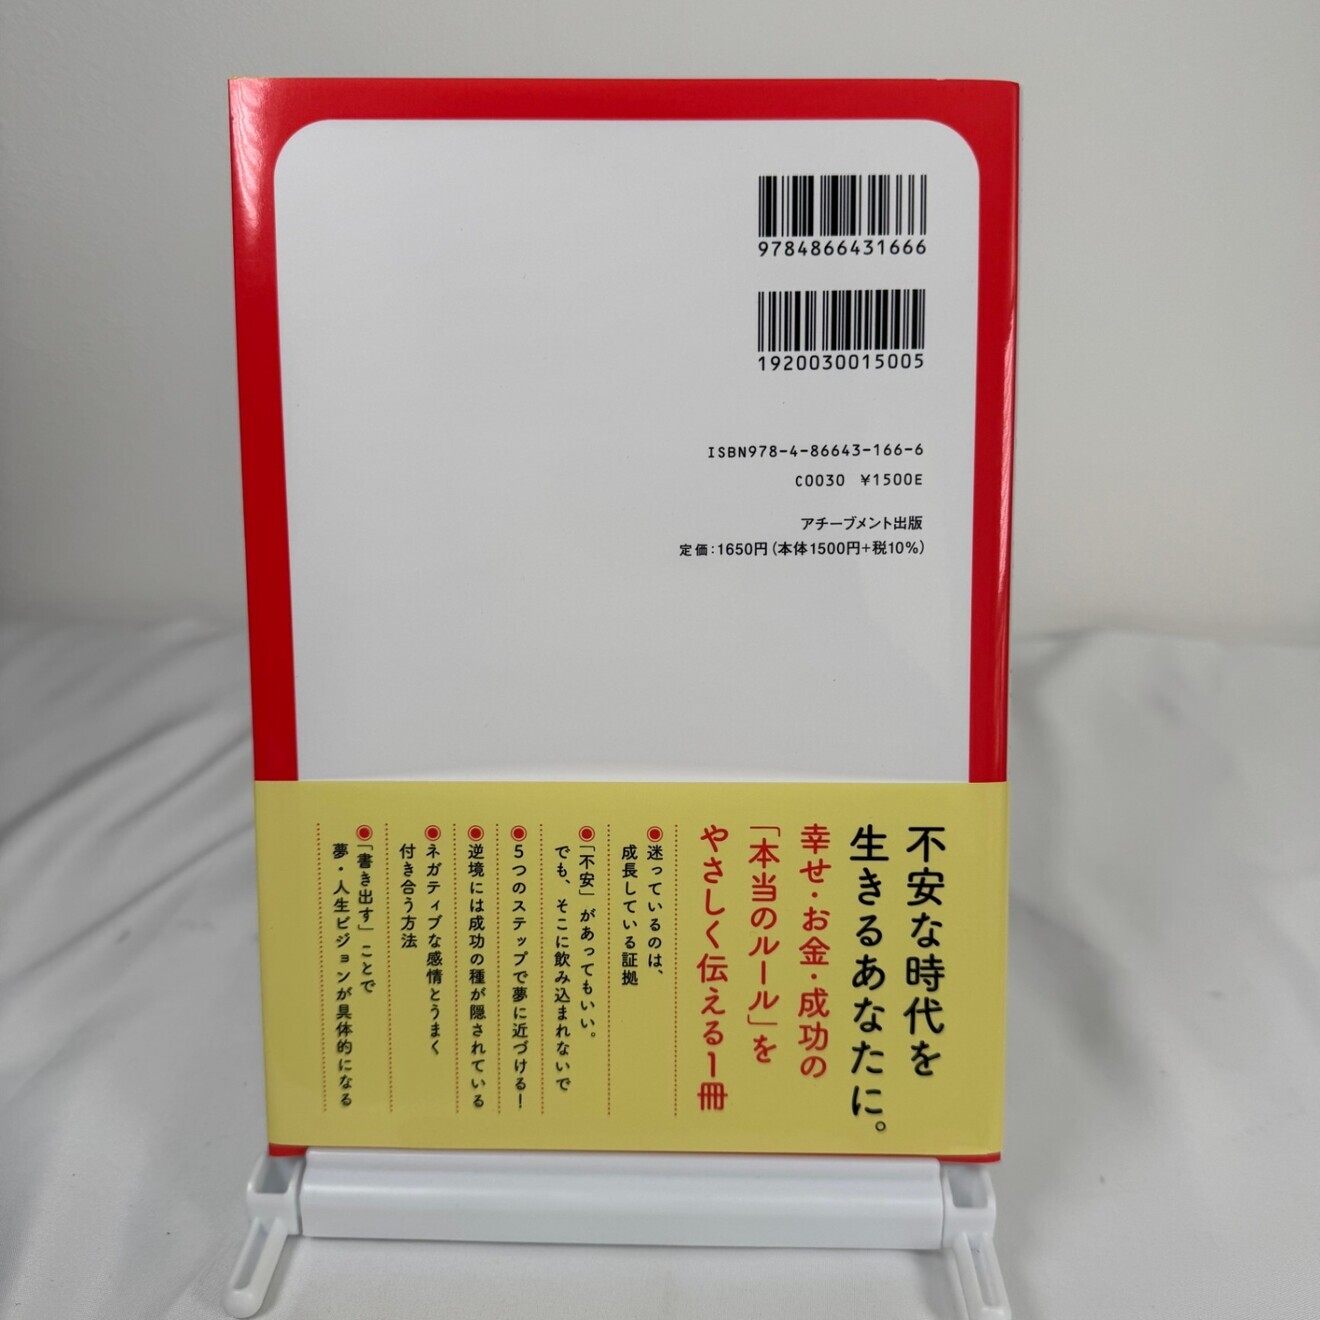 9784866431666
1920030015005
ISBN978-4-86643-166-6
C0030 ¥1500E
アチーブメント出版
定価:1650円(本体1500円+税10%)
不安な時代を
生きるあなたに。
幸せ・お金・成功の
「本当のルール」を
やさしく伝える1冊
◉迷っているのは、
成長している証拠
◉「不安」があってもいい。
でも、そこに飲み込まれないで
◉5つのステップで夢に近づける!
◉逆境には成功の種が隠されている
◉ネガティブな感情とうまく
付き合う方法
◉「書き出す」ことで
夢・人生ビジョンが具体的になる